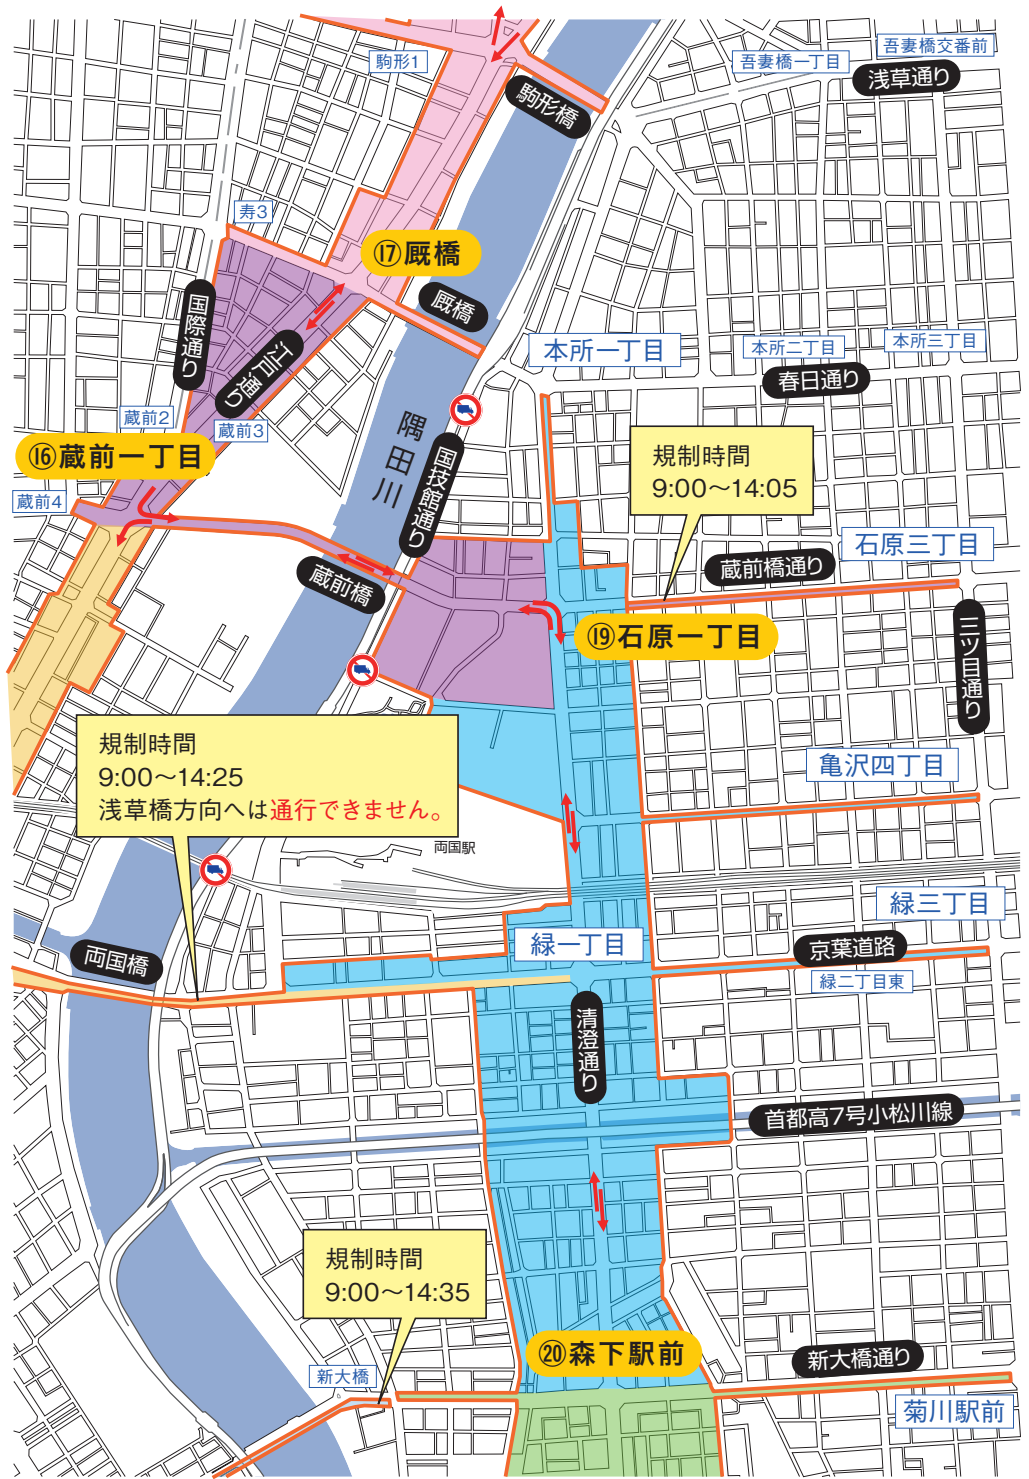 駒形1
吾妻橋一丁目
吾妻橋交番前
浅草通り
駒形橋
寿3
⑰厩橋
厩橋
国際通り
江戸通り
本所一丁目
本所二丁目
本所三丁目
春日通り
蔵前2
蔵前3
⑯蔵前一丁目
蔵前4
隅田川
国技館通り
規制時間
9:00〜14:05
石原三丁目
蔵前橋通り
蔵前橋
⑲石原一丁目
三ツ目通り
規制時間
9:00〜14:25
浅草橋方向へは通行できません。
亀沢四丁目
両国駅
緑三丁目
緑一丁目
京葉道路
両国橋
緑二丁目東
清澄通り
首都高7号小松川線
規制時間
9:00〜14:35
⑳森下駅前
新大橋通り
新大橋
菊川駅前